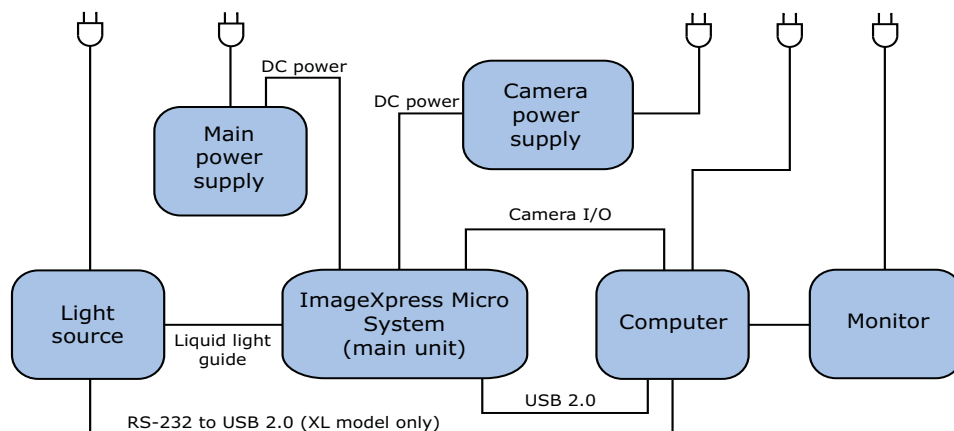 DC power
Main
power
supply
DC power
Camera
power
supply
Camera I/O
Light
source
Liquid light
guide
ImageXpress Micro
System
(main unit)
Computer
Monitor
USB 2.0
RS-232 to USB 2.0 (XL model only)